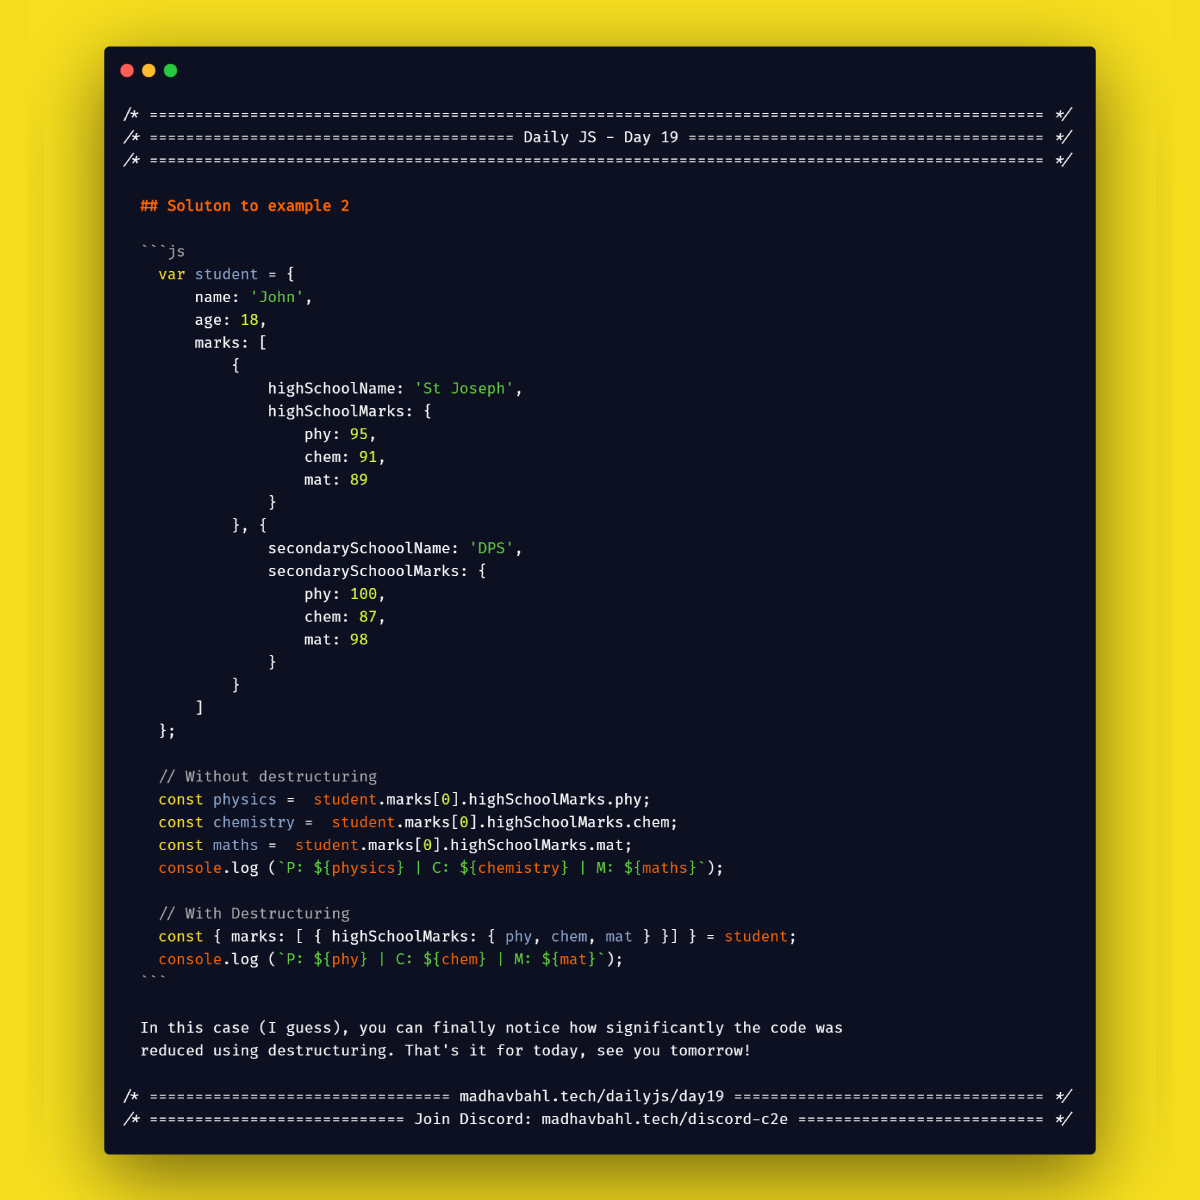 /* ================================================================================================== */
/* ======================================== Daily JS - Day 19 ======================================= */
/* ================================================================================================== */
## Soluton to example 2
```js
var student = {
name: 'John',
age: 18,
marks: [
{
highSchoolName: 'St Joseph',
highSchoolMarks: {
phy: 95,
chem: 91,
mat: 89
}
}, {
secondarySchooolName: 'DPS',
secondarySchooolMarks: {
phy: 100,
chem: 87,
mat: 98
}
}
]
};
// Without destructuring
const physics =  student.marks[0].highSchoolMarks.phy;
const chemistry =  student.marks[0].highSchoolMarks.chem;
const maths =  student.marks[0].highSchoolMarks.mat;
console.log (`P: ${physics} | C: ${chemistry} | M: ${maths}`);
// With Destructuring
const { marks: [ { highSchoolMarks: { phy, chem, mat } }] } = student;
console.log (`P: ${phy} | C: ${chem} | M: ${mat}`);
```
In this case (I guess), you can finally notice how significantly the code was
reduced using destructuring. That's it for today, see you tomorrow!
/* ================================= madhavbahl.tech/dailyjs/day19 ================================== */
/* ============================ Join Discord: madhavbahl.tech/discord-c2e =========================== */